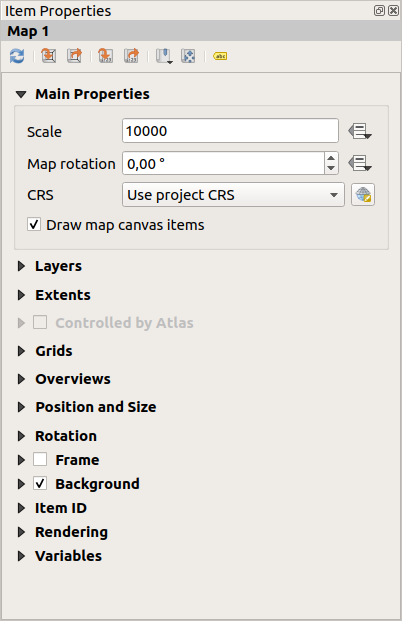 Item Properties
Map 1
abc
Main Properties
Scale 10000
Map rotation 0,00 °
CRS Use project CRS
Draw map canvas items
Layers
Extents
Controlled by Atlas
Grids
Overviews
Position and Size
Rotation
Frame
Background
Item ID
Rendering
Variables